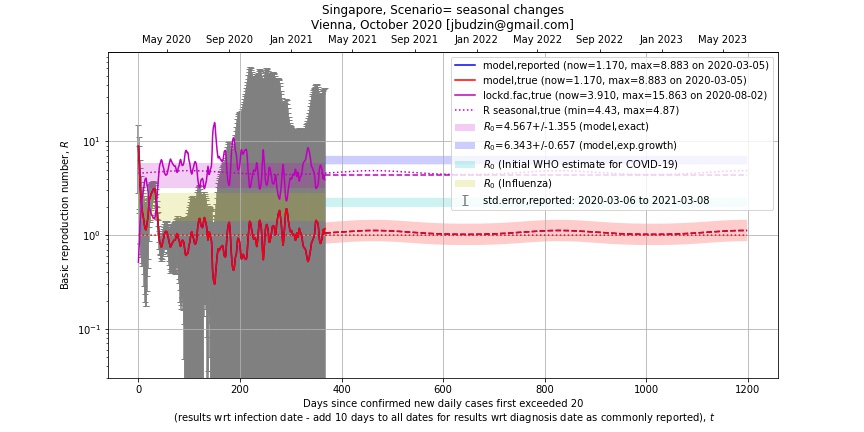 Singapore, Scenario= seasonal changes
Vienna, October 2020 [jbudzin@gmail.com]
May 2020 Sep 2020 Jan 2021 May 2021 Sep 2021 Jan 2022 May 2022 Sep 2022 Jan 2023 May 2023
model,reported (now=1.170, max=8.883 on 2020-03-05)
model,true (now=1.170, max=8.883 on 2020-03-05)
lockd.fac,true (now=3.910, max=15.863 on 2020-08-02)
R seasonal,true (min=4.43, max=4.87)
R₀=4.567+/-1.355 (model,exact)
R₀=6.343+/-0.657 (model,exp.growth)
R₀ (Initial WHO estimate for COVID-19)
R₀ (Influenza)
std.error,reported: 2020-03-06 to 2021-03-08
Basic reproduction number, R
10¹
10⁰
10⁻¹
0 200 400 600 800 1000 1200
Days since confirmed new daily cases first exceeded 20
(results wrt infection date - add 10 days to all dates for results wrt diagnosis date as commonly reported), t